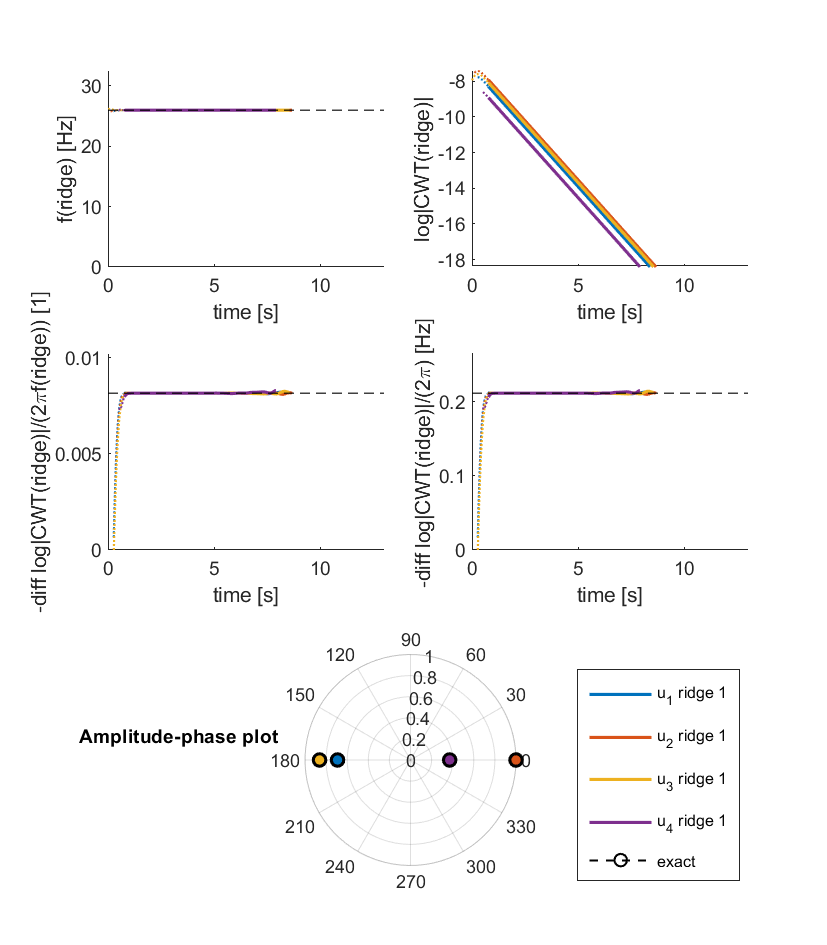 f(ridge) [Hz]
30
20
10
0
0 5 10
time [s]
log|CWT(ridge)|
-8
-10
-12
-14
-16
-18
0 5 10
time [s]
-diff log|CWT(ridge)|/(2πf(ridge)) [1]
0.01
0.005
0
0 5 10
time [s]
-diff log|CWT(ridge)|/(2π) [Hz]
0.2
0.1
0
0 5 10
time [s]
Amplitude-phase plot
90
120 60
150 30
180 0
210 330
240 300
270
1
0.8
0.6
0.4
0.2
0
u1 ridge 1
u2 ridge 1
u3 ridge 1
u4 ridge 1
exact